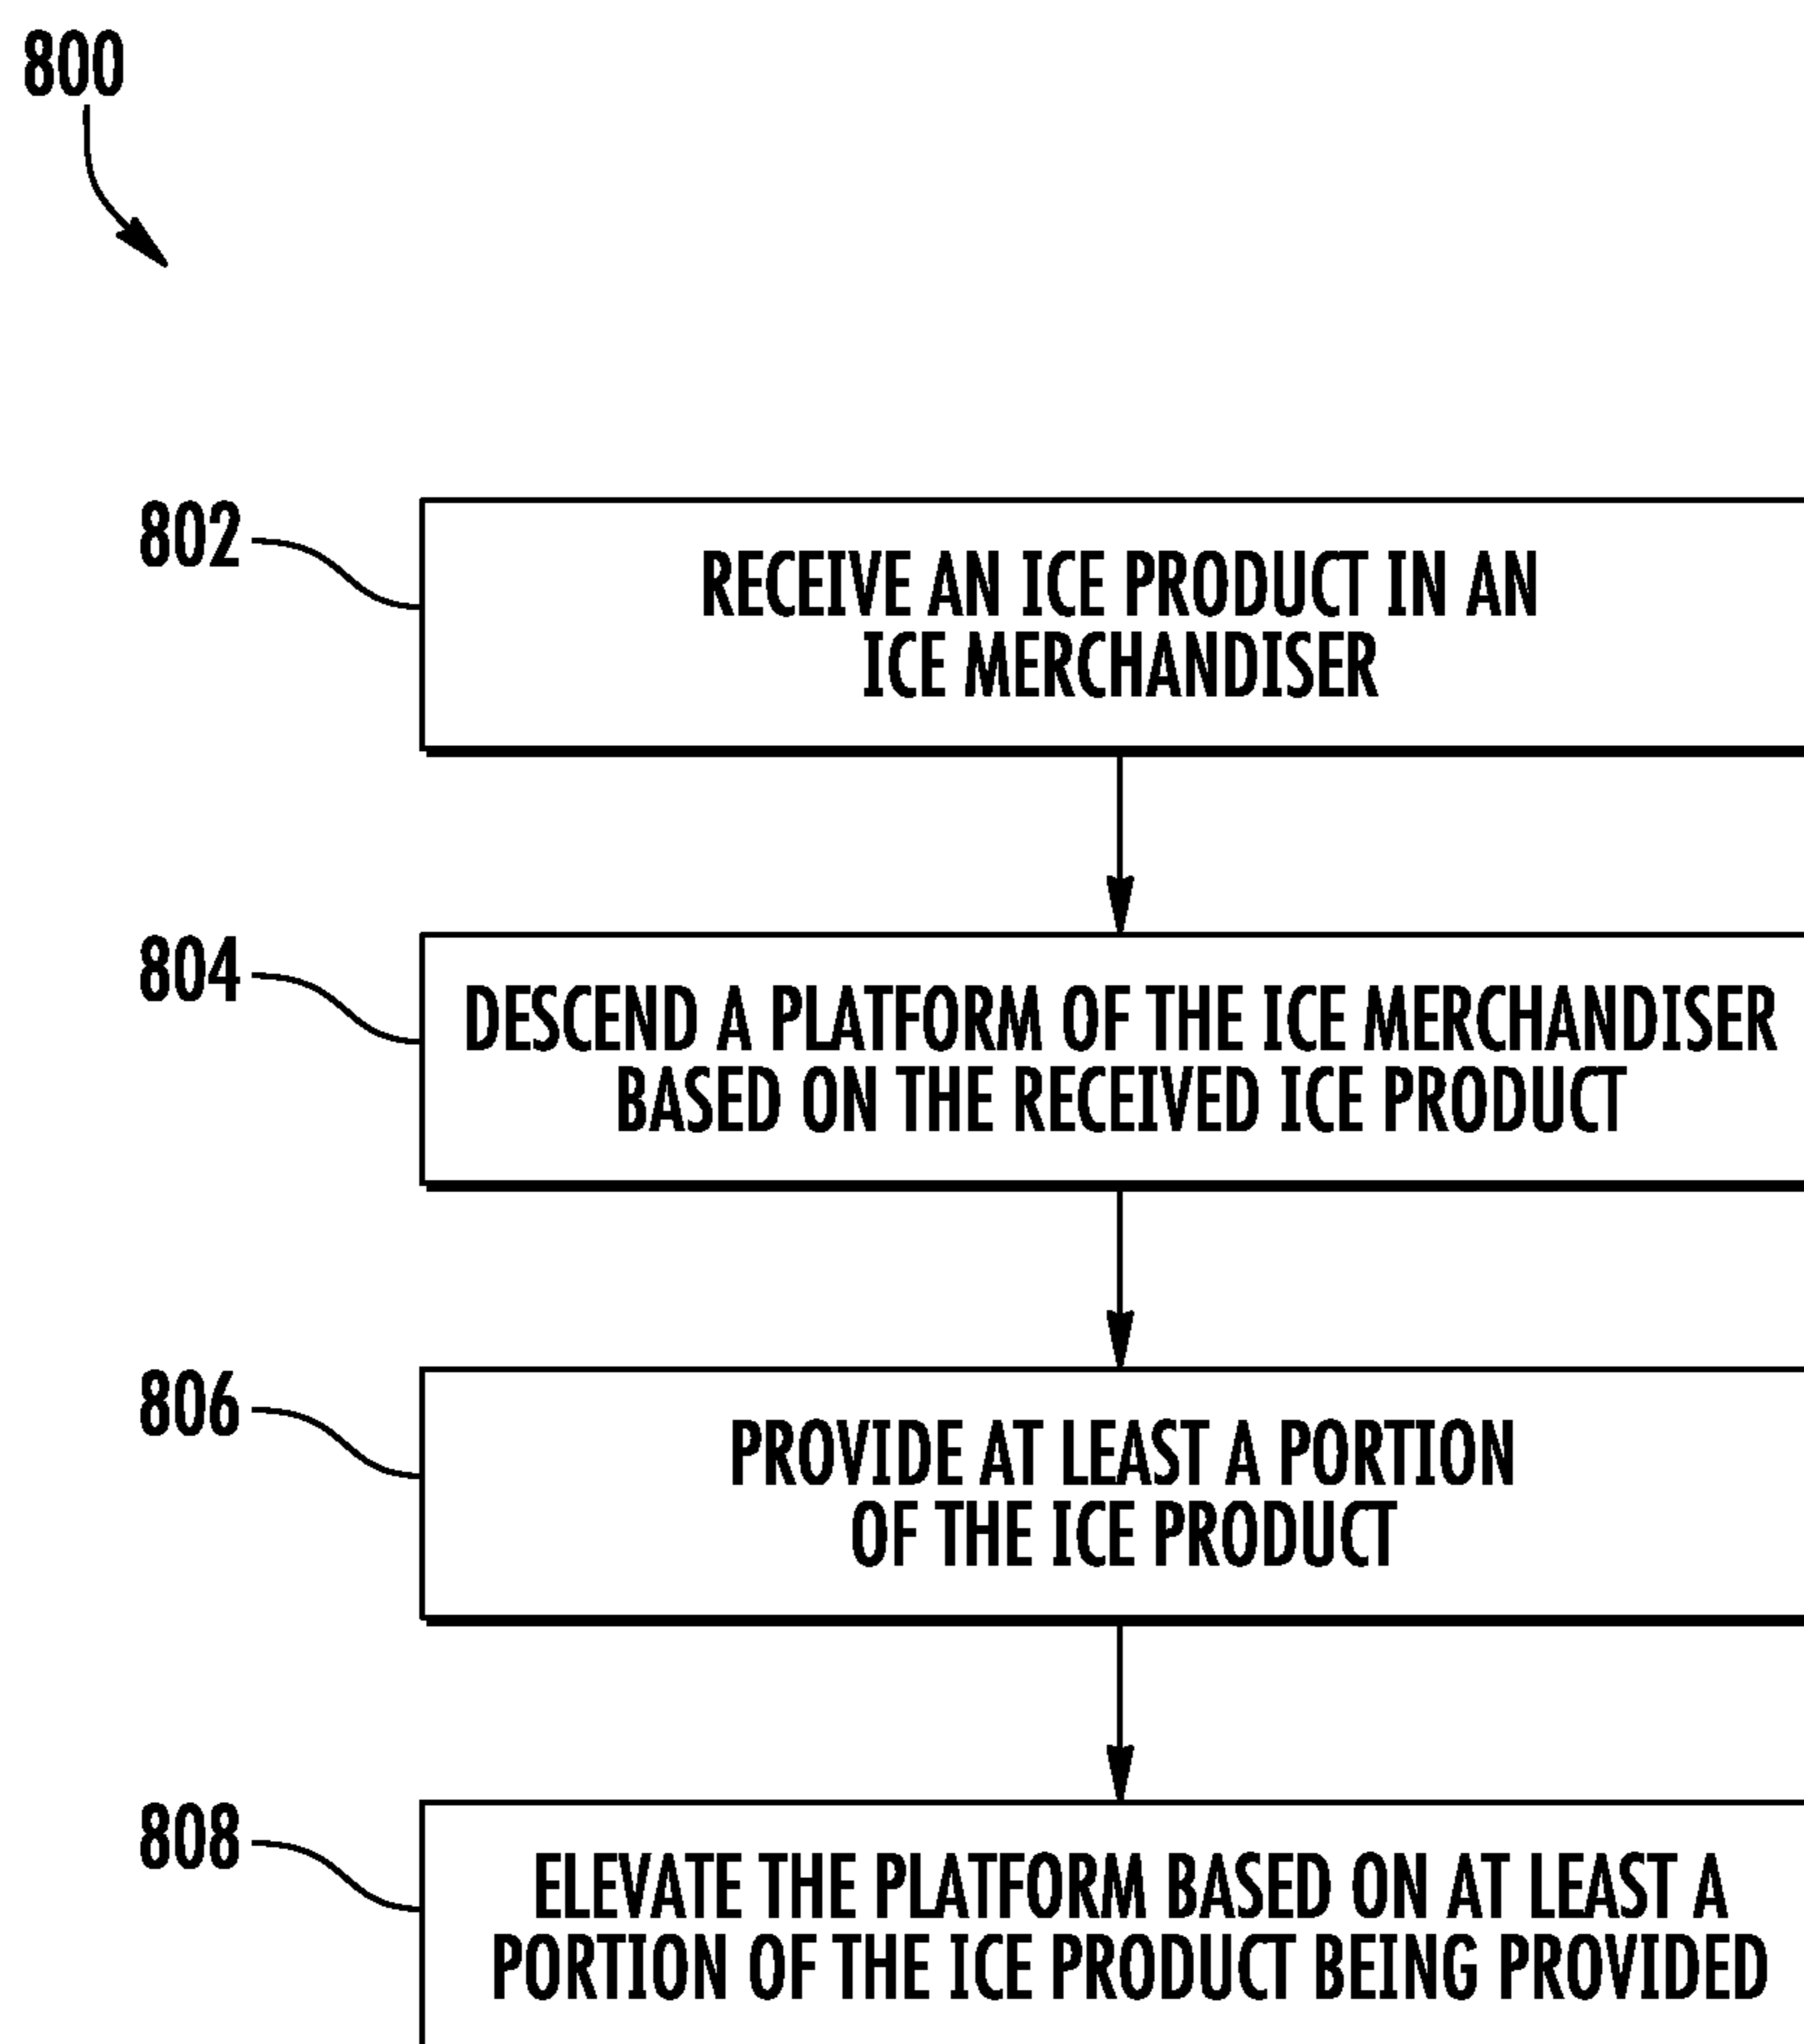 800
802
RECEIVE AN ICE PRODUCT IN AN
ICE MERCHANDISER
804
DESCEND A PLATFORM OF THE ICE MERCHANDISER
BASED ON THE RECEIVED ICE PRODUCT
806
PROVIDE AT LEAST A PORTION
OF THE ICE PRODUCT
808
ELEVATE THE PLATFORM BASED ON AT LEAST A
PORTION OF THE ICE PRODUCT BEING PROVIDED